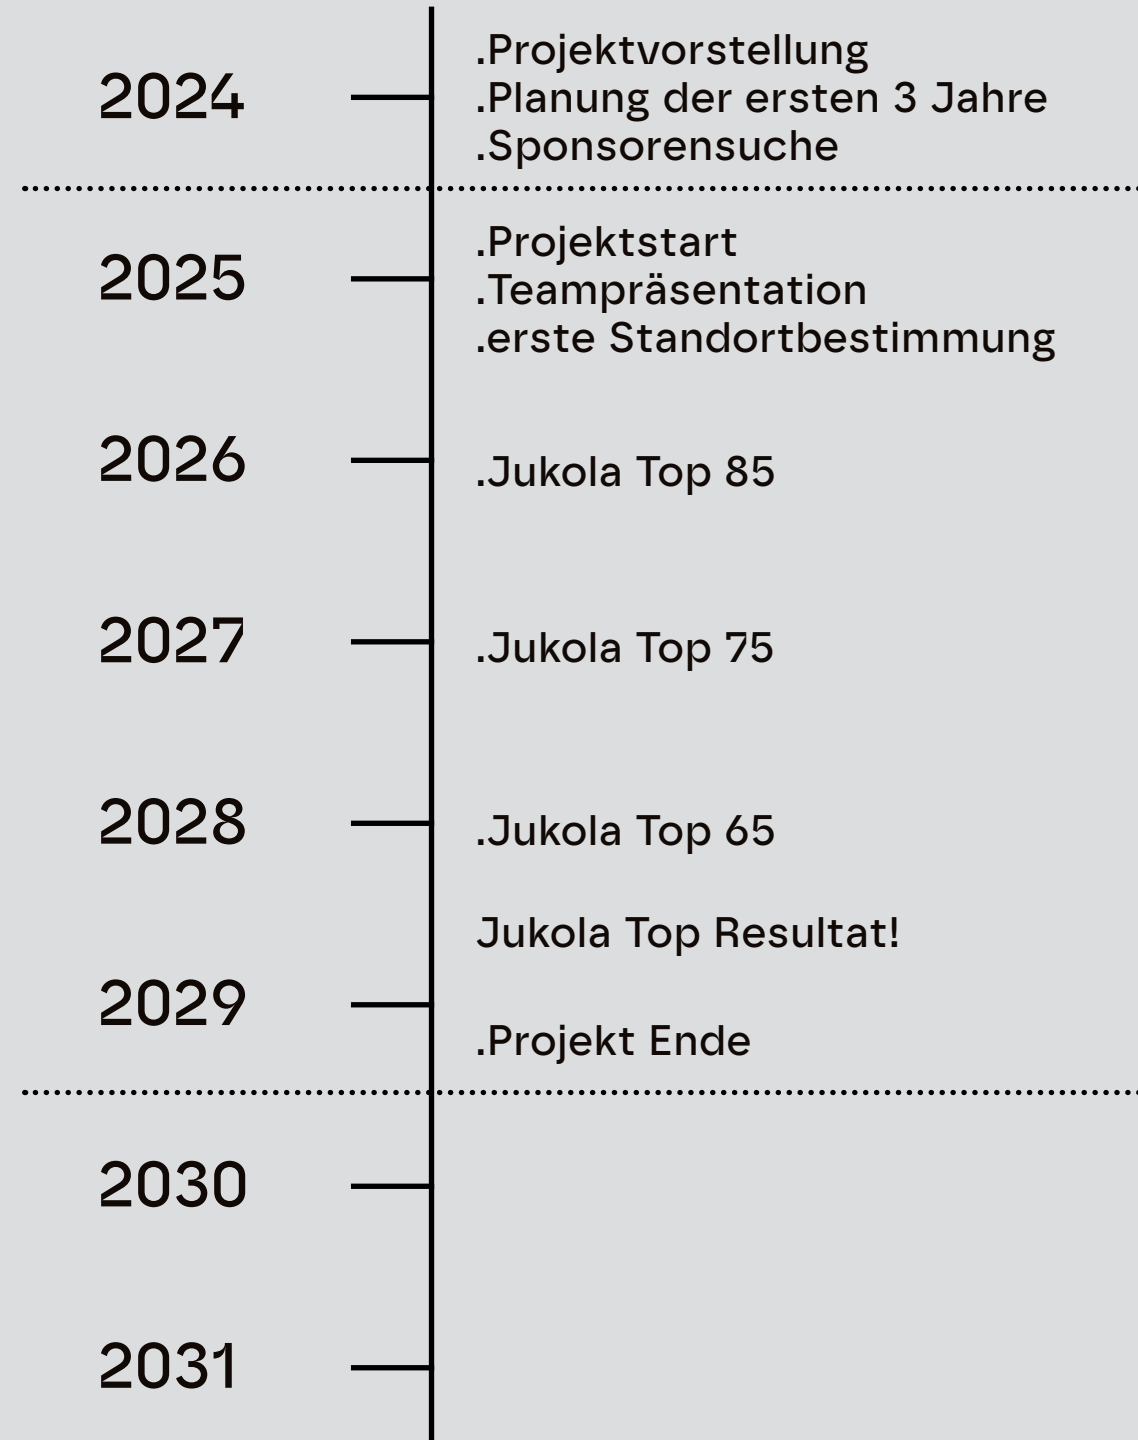 2024
.Projektvorstellung
.Planung der ersten 3 Jahre
.Sponsorensuche
2025
.Projektstart
.Teampräsentation
.erste Standortbestimmung
2026
.Jukola Top 85
2027
.Jukola Top 75
2028
.Jukola Top 65
2029
Jukola Top Resultat!
.Projekt Ende
2030
2031